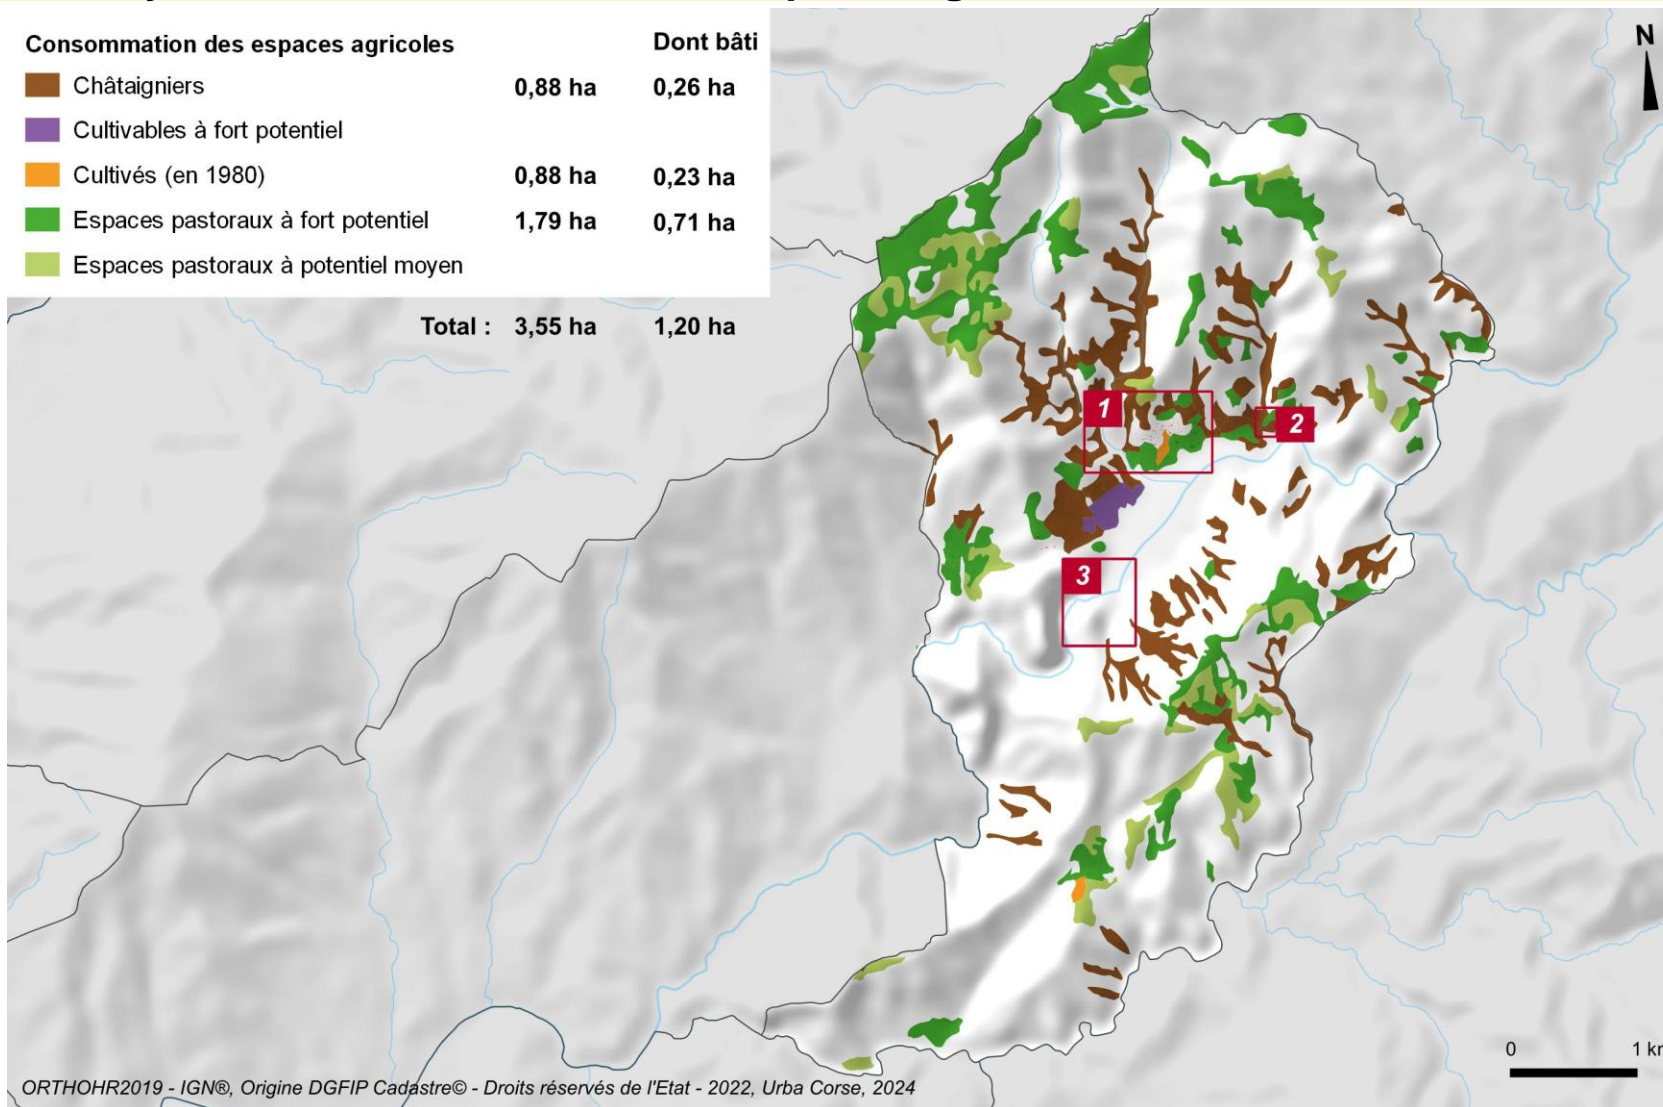 Consommation des espaces agricoles Dont bâti
Châtaigniers 0,88 ha 0,26 ha
Cultivables à fort potentiel
Cultivés (en 1980) 0,88 ha 0,23 ha
Espaces pastoraux à fort potentiel 1,79 ha 0,71 ha
Espaces pastoraux à potentiel moyen
Total : 3,55 ha 1,20 ha
N
1
2
3
0 1 km
ORTHOHR2019 - IGN®, Origine DGFIP Cadastre© - Droits réservés de l'Etat - 2022, Urba Corse, 2024